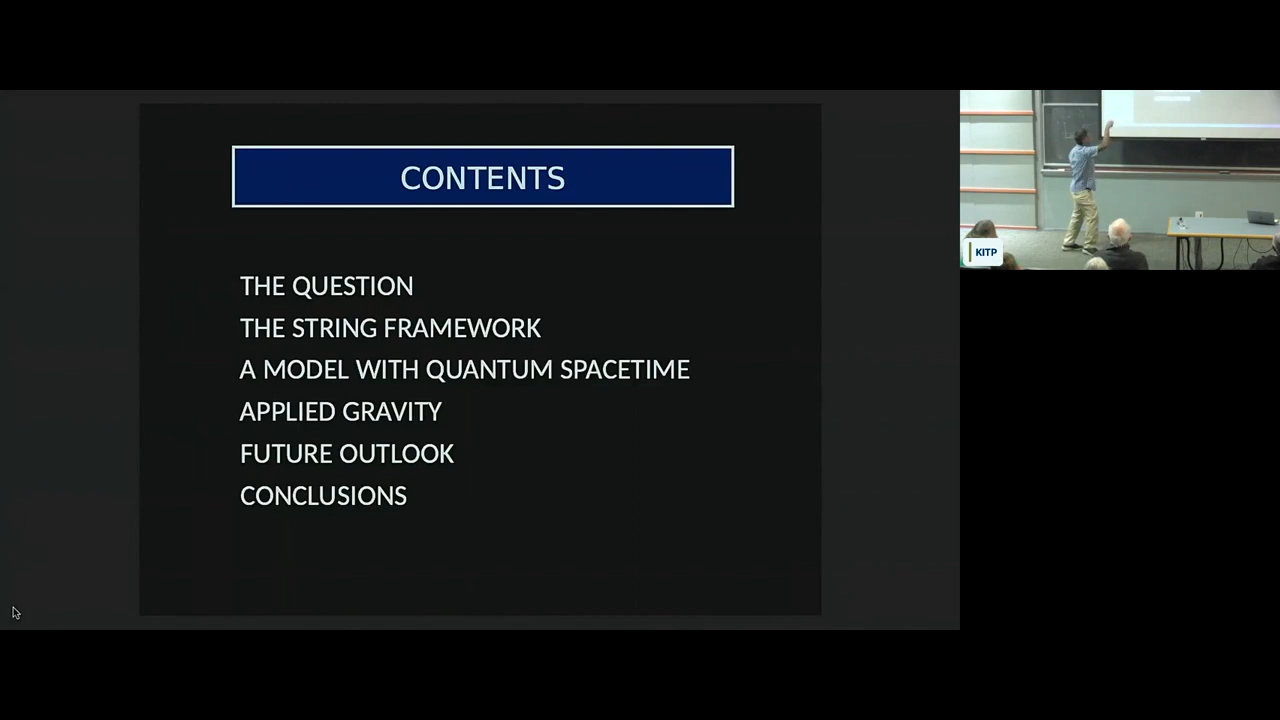 CONTENTS
THE QUESTION
THE STRING FRAMEWORK
A MODEL WITH QUANTUM SPACETIME
APPLIED GRAVITY
FUTURE OUTLOOK
CONCLUSIONS
KITP